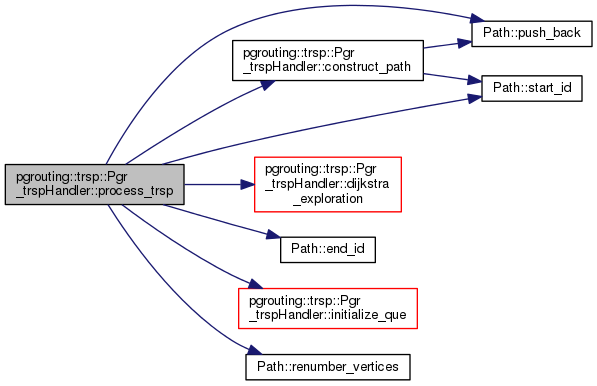 Path::push_back
pgrouting::trsp::Pgr
_trspHandler::construct_path
Path::start_id
pgrouting::trsp::Pgr
_trspHandler::process_trsp
pgrouting::trsp::Pgr
_trspHandler::dijkstra
_exploration
Path::end_id
pgrouting::trsp::Pgr
_trspHandler::initialize_que
Path::renumber_vertices